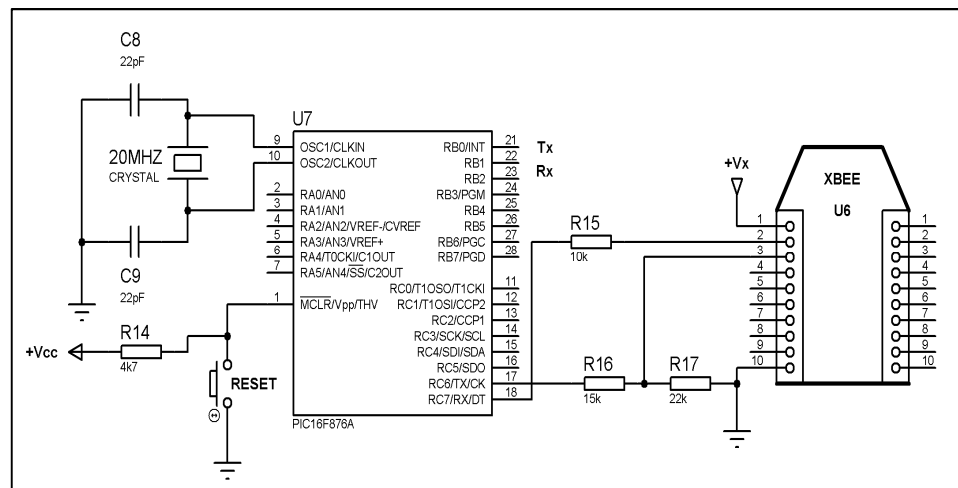 C8
22pF
20MHZ
CRYSTAL
C9
22pF
R14
4k7
+Vcc
RESET
U7
9 OSC1/CLKIN
10 OSC2/CLKOUT
2 RA0/AN0
3 RA1/AN1
4 RA2/AN2/VREF-/CVREF
5 RA3/AN3/VREF+
6 RA4/T0CKI/C1OUT
7 RA5/AN4/SS/C2OUT
1 MCLR/Vpp/THV
RB0/INT 21
RB1 22
RB2 23
RB3/PGM 24
RB4 25
RB5 26
RB6/PGC 27
RB7/PGD 28
RC0/T1OSO/T1CKI 11
RC1/T1OSI/CCP2 12
RC2/CCP1 13
RC3/SCK/SCL 14
RC4/SDI/SDA 15
RC5/SDO 16
RC6/TX/CK 17
RC7/RX/DT 18
PIC16F876A
Tx
Rx
R15
10k
R16
15k
R17
22k
+Vx
XBEE
U6
1
2
3
4
5
6
7
8
9
10
1
2
3
4
5
6
7
8
9
10